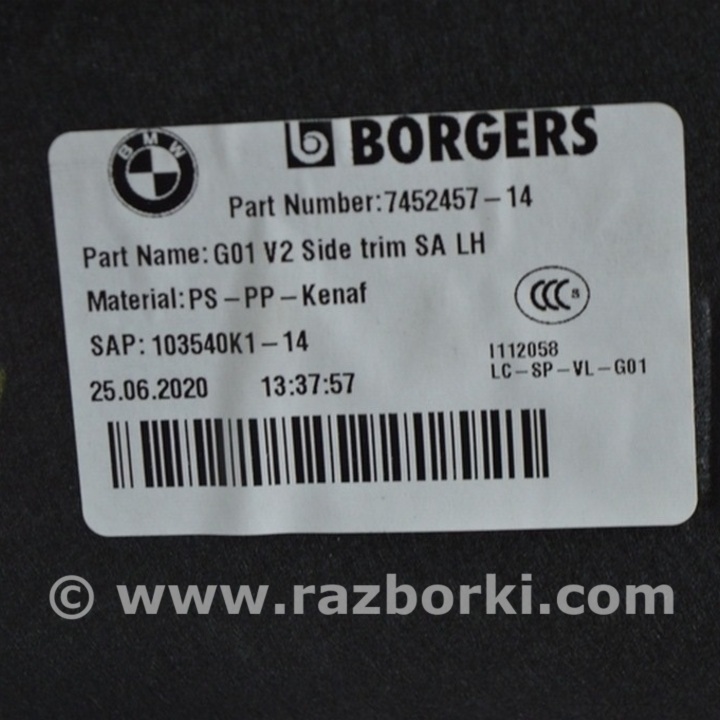 BMW
BORGERS
Part Number:7452457-14
Part Name:G01 V2 Side trim SA LH
Material:PS-PP-Kenaf
CCC S
SAP: 103540K1-14
I112058
LC-SP-VL-G01
25.06.2020 13:37:57
© www.razborki.com